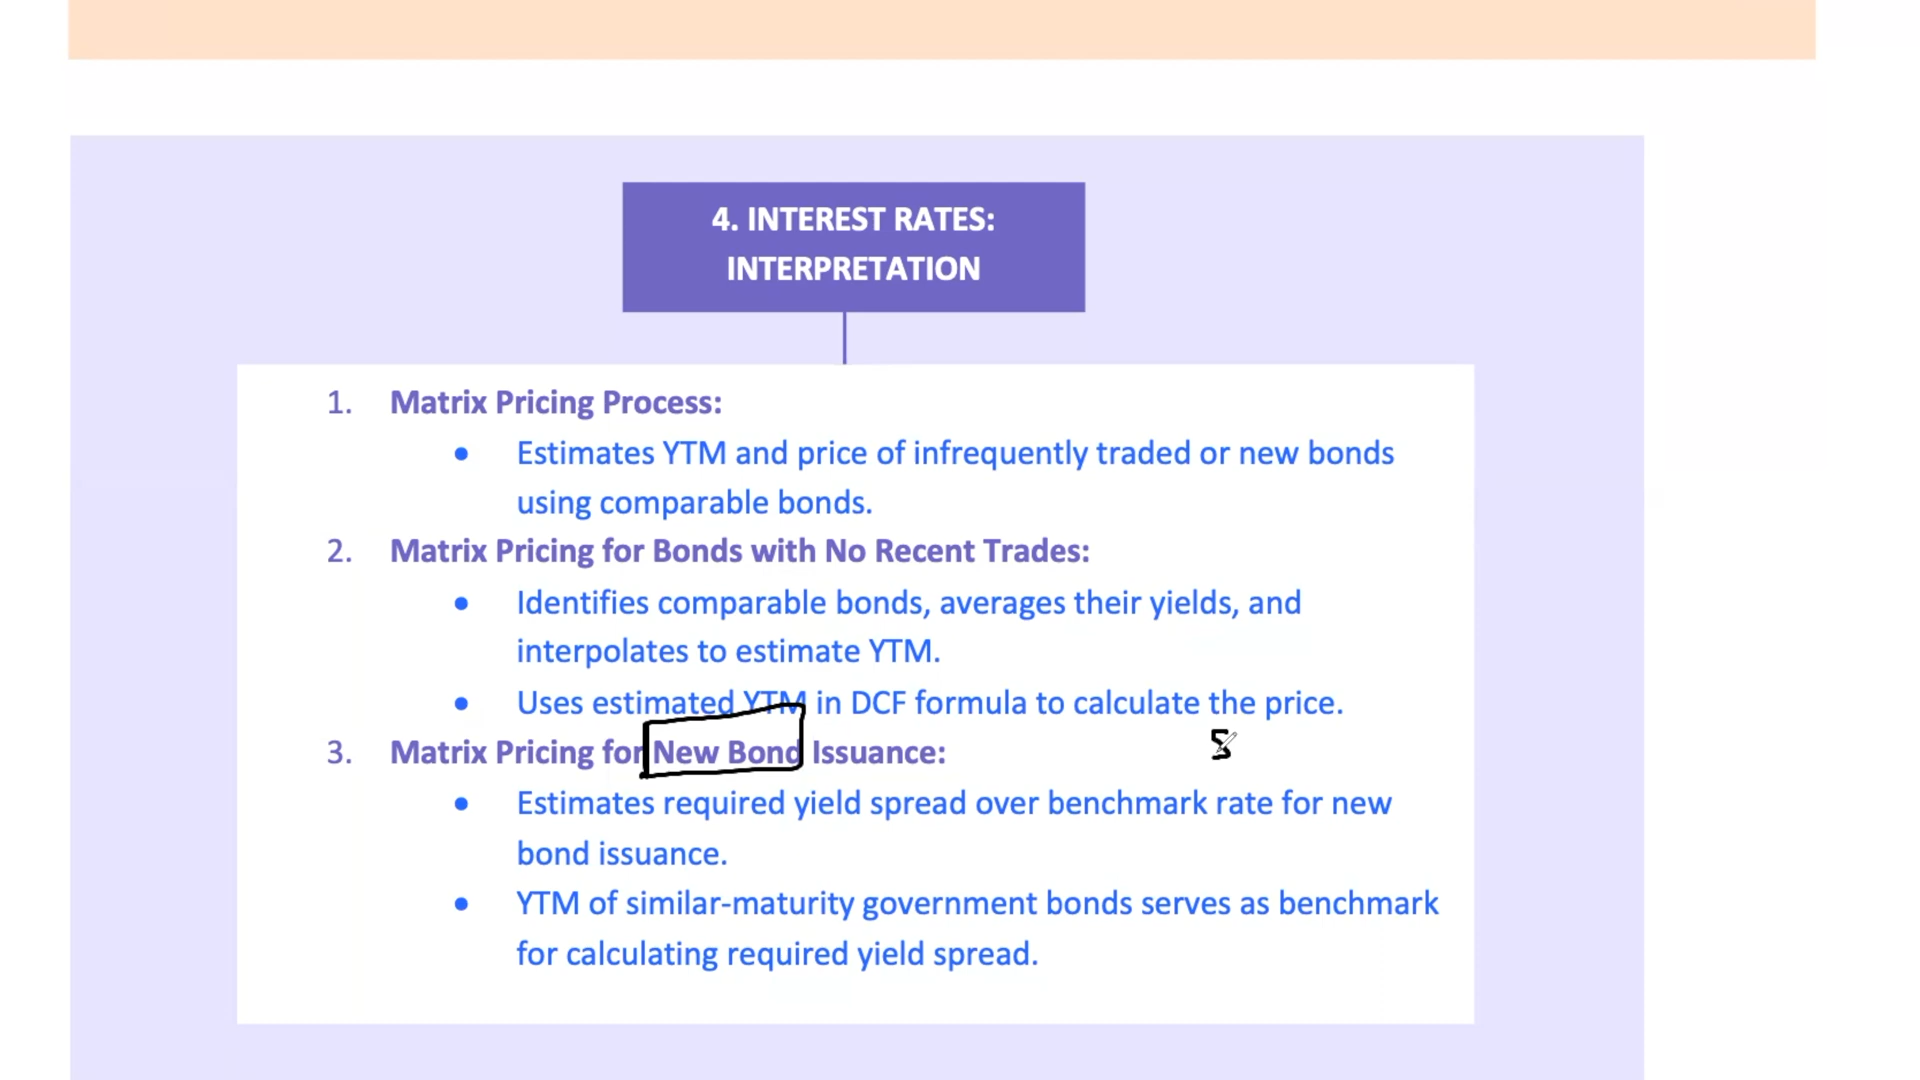 4. INTEREST RATES:
INTERPRETATION
1. Matrix Pricing Process:
• Estimates YTM and price of infrequently traded or new bonds
using comparable bonds.
2. Matrix Pricing for Bonds with No Recent Trades:
• Identifies comparable bonds, averages their yields, and
interpolates to estimate YTM.
• Uses estimated YTM in DCF formula to calculate the price.
3. Matrix Pricing for New Bond Issuance:
5
• Estimates required yield spread over benchmark rate for new
bond issuance.
• YTM of similar-maturity government bonds serves as benchmark
for calculating required yield spread.